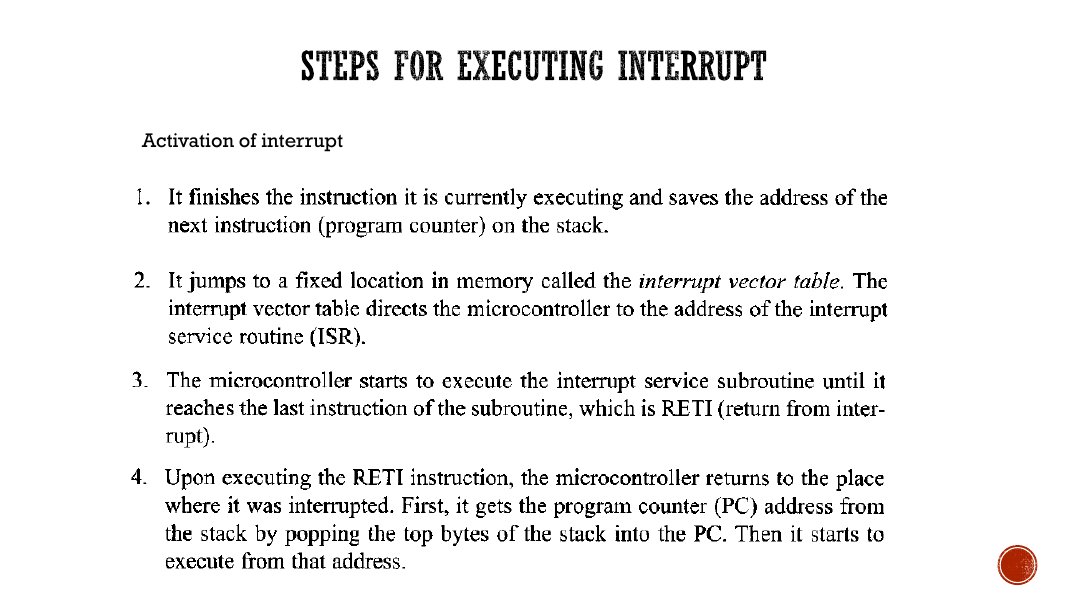 STEPS FOR EXECUTING INTERRUPT
Activation of interrupt
1. It finishes the instruction it is currently executing and saves the address of the
next instruction (program counter) on the stack.
2. It jumps to a fixed location in memory called the interrupt vector table. The
interrupt vector table directs the microcontroller to the address of the interrupt
service routine (ISR).
3. The microcontroller starts to execute the interrupt service subroutine until it
reaches the last instruction of the subroutine, which is RETI (return from inter-
rupt).
4. Upon executing the RETI instruction, the microcontroller returns to the place
where it was interrupted. First, it gets the program counter (PC) address from
the stack by popping the top bytes of the stack into the PC. Then it starts to
execute from that address.